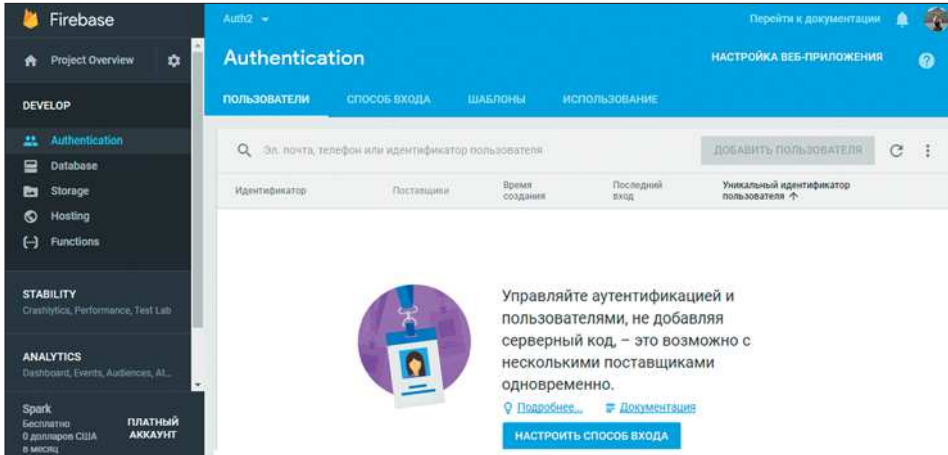 Firebase
Auth2
Перейти к документации
Project Overview
Authentication
НАСТРОЙКА ВЕБ-ПРИЛОЖЕНИЯ
?
DEVELOP
ПОЛЬЗОВАТЕЛИ СПОСОБ ВХОДА ШАБЛОНЫ ИСПОЛЬЗОВАНИЕ
Authentication
Database
Storage
Hosting
Functions
Эл. почта, телефон или идентификатор пользователя
ДОБАВИТЬ ПОЛЬЗОВАТЕЛЯ
Идентификатор
Поставщики
Время
создания
Последний
вход
Уникальный идентификатор
пользователя ↑
STABILITY
Crashlytics, Performance, Test Lab
ANALYTICS
Dashboard, Events, Audiences, At...
Spark
Бесплатно
0 долларов США
в месяц
ПЛАТНЫЙ
АККАУНТ
Управляйте аутентификацией и
пользователями, не добавляя
серверный код, – это возможно с
несколькими поставщиками
одновременно.
Подробнее... Документация
НАСТРОИТЬ СПОСОБ ВХОДА